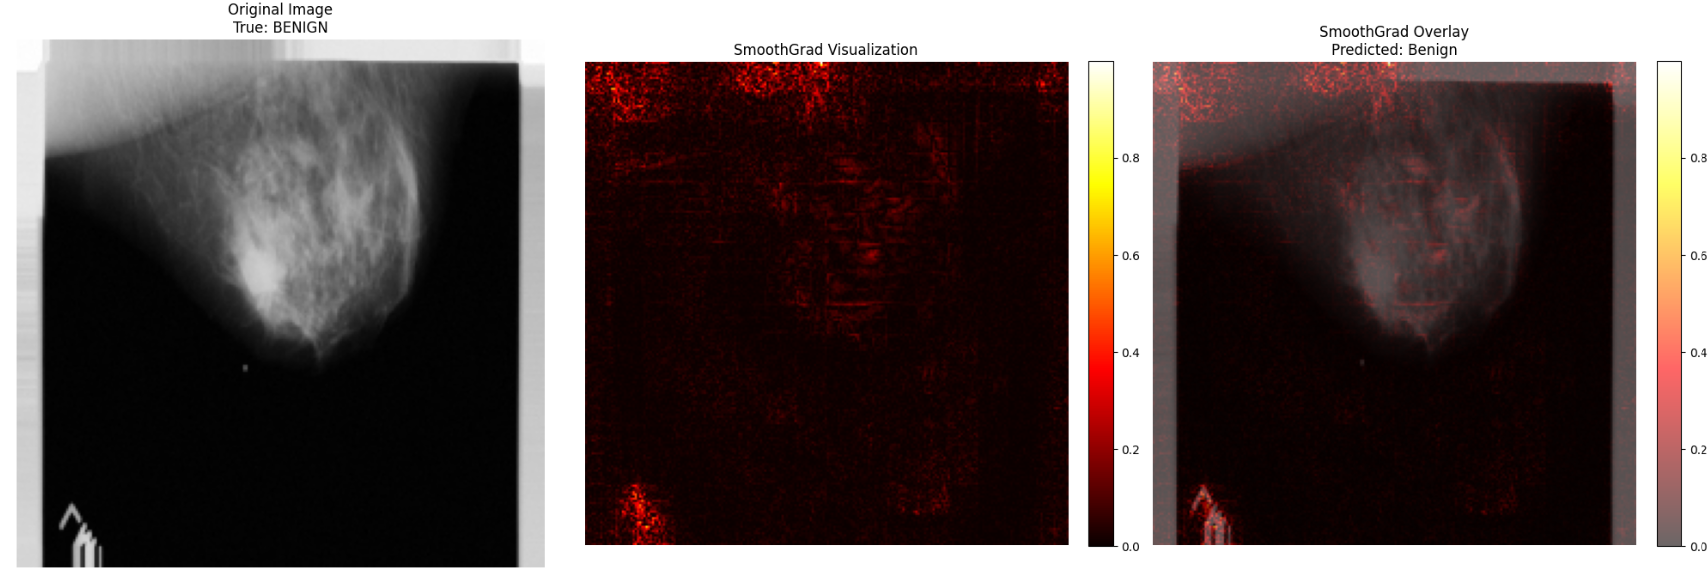 Original Image
True: BENIGN
SmoothGrad Visualization
0.8
0.6
0.4
0.2
0.0
SmoothGrad Overlay
Predicted: Benign
0.8
0.6
0.4
0.2
0.0